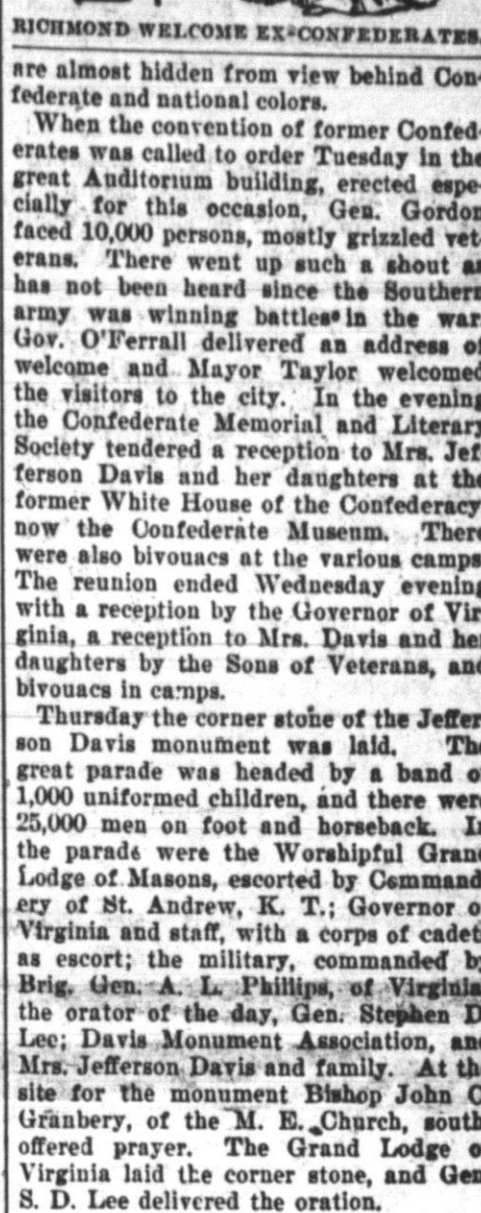 RICHMOND WELCOME EX-CONFEDERATES.
are almost hidden from view behind Con-
federate and national colors.
When the convention of former Confed-
erates was called to order Tuesday in the
great Auditorium building, erected espe-
cially for this occasion, Gen. Gordon
faced 10,000 persons, mostly grizzled vet-
erans. There went up such a shout as
has not been heard since the Southern
army was winning battles in the war.
Gov. O'Ferrall delivered an address of
welcome and Mayor Taylor welcomed
the visitors to the city. In the evening
the Confederate Memorial and Literary
Society tendered a reception to Mrs. Jef
ferson Davis and her daughters at the
former White House of the Confederacy
now the Confederate Museum. There
were also bivouacs at the various camps
The reunion ended Wednesday evening
with a reception by the Governor of Vir
ginia, a reception to Mrs. Davis and her
daughters by the Sons of Veterans, and
bivouacs in camps.
Thursday the corner stone of the Jeffer
son Davis monument was laid. The
great parade was headed by a band of
1,000 uniformed children, and there were
25,000 men on foot and horseback. In
the parade were the Worshipful Grand
Lodge of Masons, escorted by Command
ery of St. Andrew, K. T.; Governor of
Virginia and staff, with a corps of cadets
as escort; the military, commanded by
Brig. Gen. A. L. Phillips, of Virginia
the orator of the day, Gen. Stephen D
Lee; Davis Monument Association, and
Mrs. Jefferson Davis and family. At the
site for the monument Bishop John C
Granbery, of the M. E. Church, south
offered prayer. The Grand Lodge of
Virginia laid the corner stone, and Gen
S. D. Lee delivered the oration.